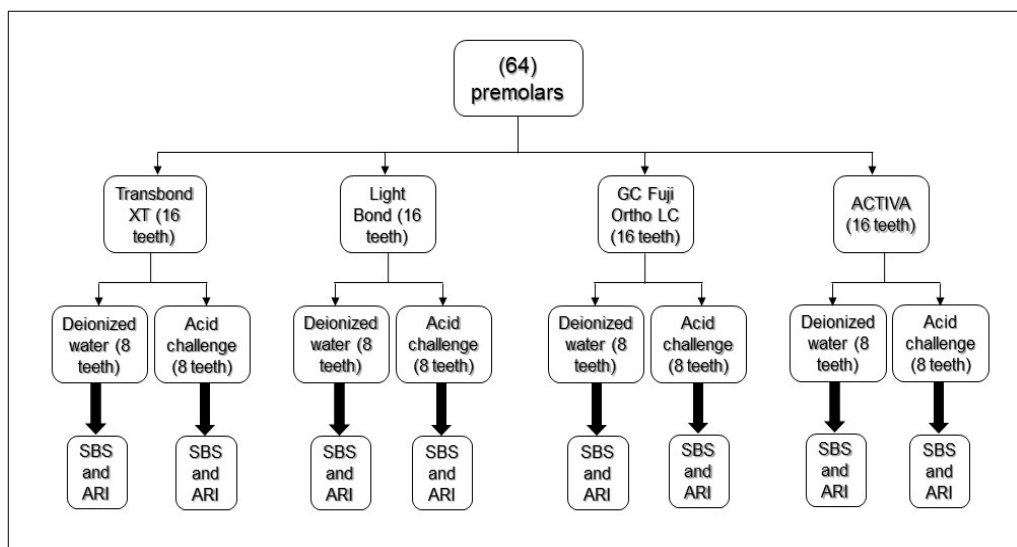 (64)
premolars
Transbond
XT (16
teeth)
Light
Bond (16
teeth)
GC Fuji
Ortho LC
(16 teeth)
ACTIVA
(16 teeth)
Deionized
water (8
teeth)
Acid
challenge
(8 teeth)
Deionized
water (8
teeth)
Acid
challenge
(8 teeth)
Deionized
water (8
teeth)
Acid
challenge
(8 teeth)
Deionized
water (8
teeth)
Acid
challenge
(8 teeth)
SBS
and
ARI
SBS
and
ARI
SBS
and
ARI
SBS
and
ARI
SBS
and
ARI
SBS
and
ARI
SBS
and
ARI
SBS
and
ARI